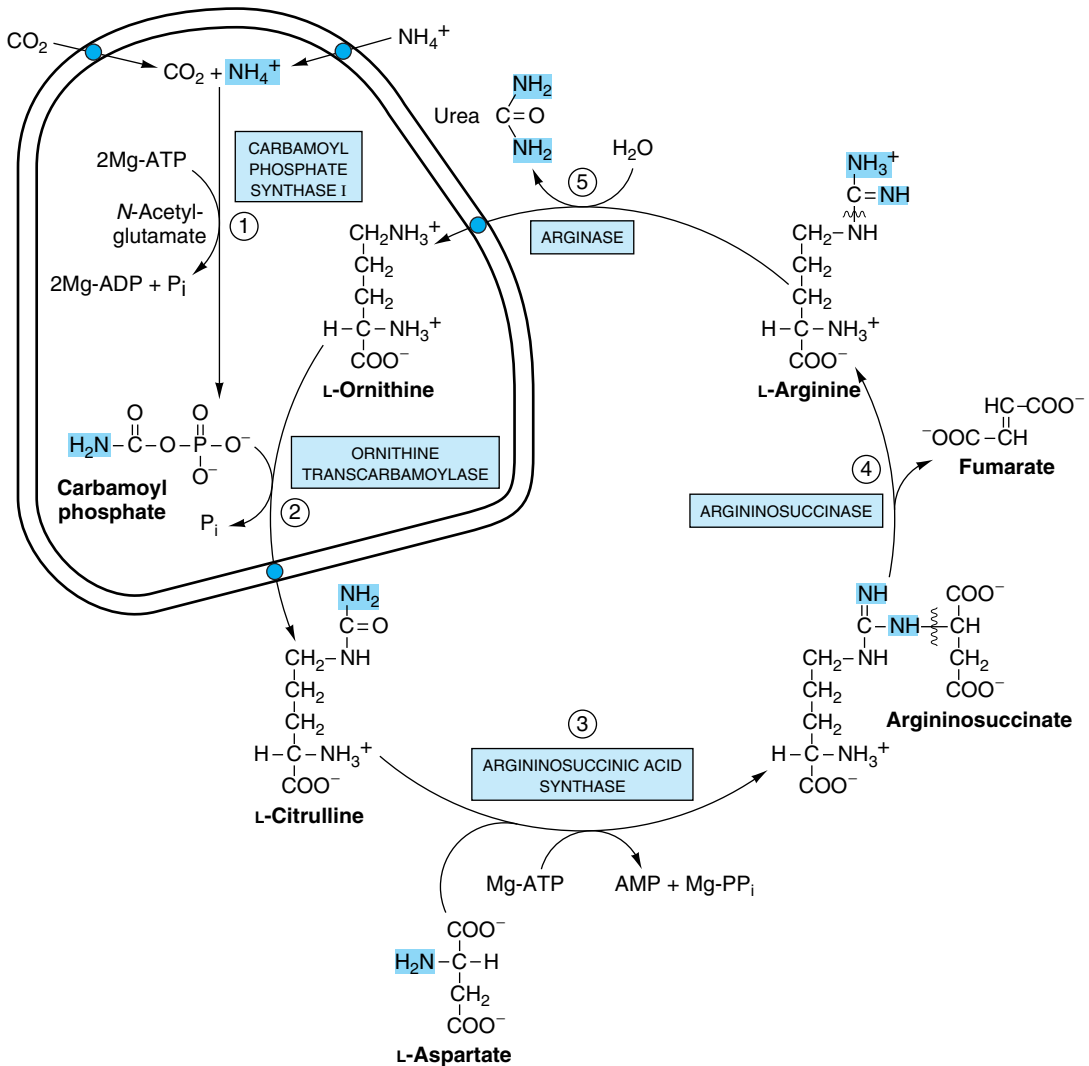 CO₂
NH₄⁺
CO₂ + NH₄⁺
2Mg-ATP
CARBAMOYL
PHOSPHATE
SYNTHASE I
N-Acetyl-
glutamate
1
2Mg-ADP + Pi
Urea
NH₂
C=O
NH₂
H₂O
5
ARGINASE
NH₃⁺
C=NH
CH₂–NH
CH₂
CH₂
H–C–NH₃⁺
COO⁻
L-Arginine
CH₂NH₃⁺
CH₂
CH₂
H–C–NH₃⁺
COO⁻
L-Ornithine
O O
H₂N–C–O–P–O⁻
O⁻
Carbamoyl
phosphate
ORNITHINE
TRANSCARBAMOYLASE
Pi
2
HC–COO⁻
⁻OOC–CH
Fumarate
4
ARGININOSUCCINASE
NH₂
C=O
CH₂–NH
CH₂
CH₂
H–C–NH₃⁺
COO⁻
L-Citrulline
NH
C–NH–CH
COO⁻
CH₂–NH
CH₂
CH₂
COO⁻
CH₂
H–C–NH₃⁺
COO⁻
Argininosuccinate
3
ARGININOSUCCINIC ACID
SYNTHASE
Mg-ATP
AMP + Mg-PPi
COO⁻
H₂N–C–H
CH₂
COO⁻
L-Aspartate